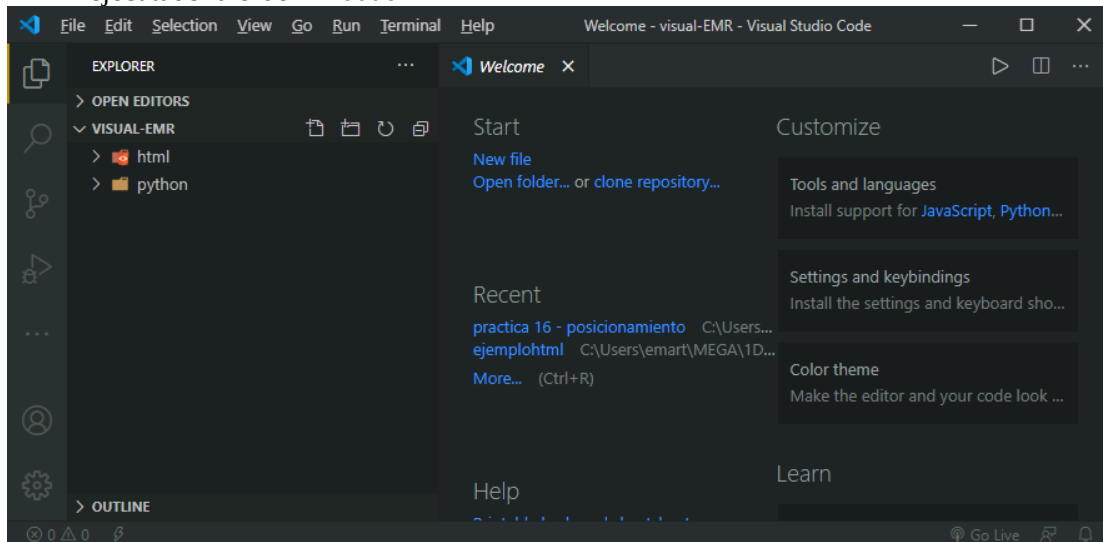 File Edit Selection View Go Run Terminal Help Welcome - visual-EMR - Visual Studio Code
EXPLORER
Welcome
OPEN EDITORS
VISUAL-EMR
html
python
OUTLINE
Start
New file
Open folder... or clone repository...
Recent
practica 16 - posicionamiento C:\Users...
ejemplohtml C:\Users\emart\MEGA\1D...
More... (Ctrl+R)
Help
Customize
Tools and languages
Install support for JavaScript, Python...
Settings and keybindings
Install the settings and keyboard sho...
Color theme
Make the editor and your code look ...
Learn
0 0 Go Live